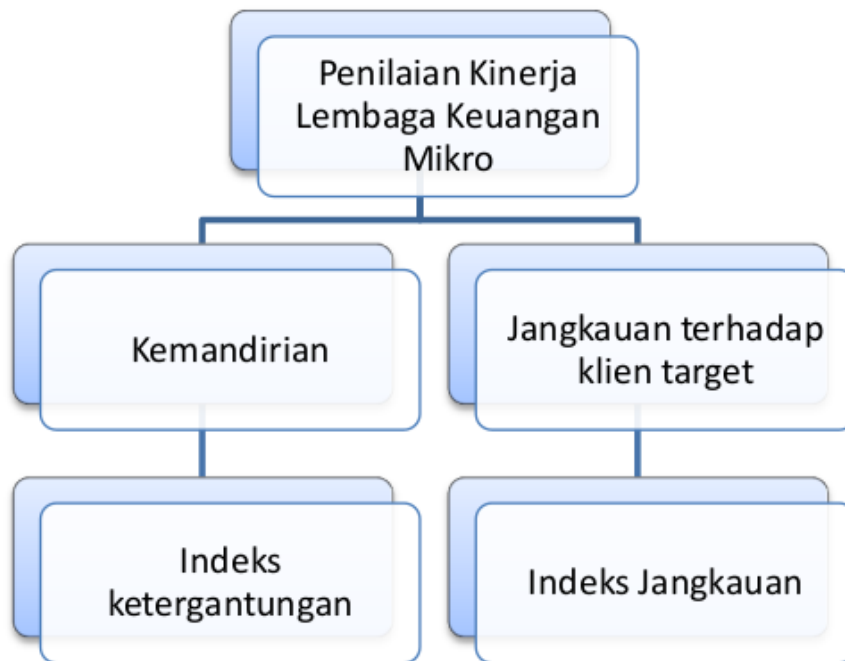 Penilaian Kinerja
Lembaga Keuangan
Mikro
Kemandirian
Jangkauan terhadap
klien target
Indeks
ketergantungan
Indeks Jangkauan